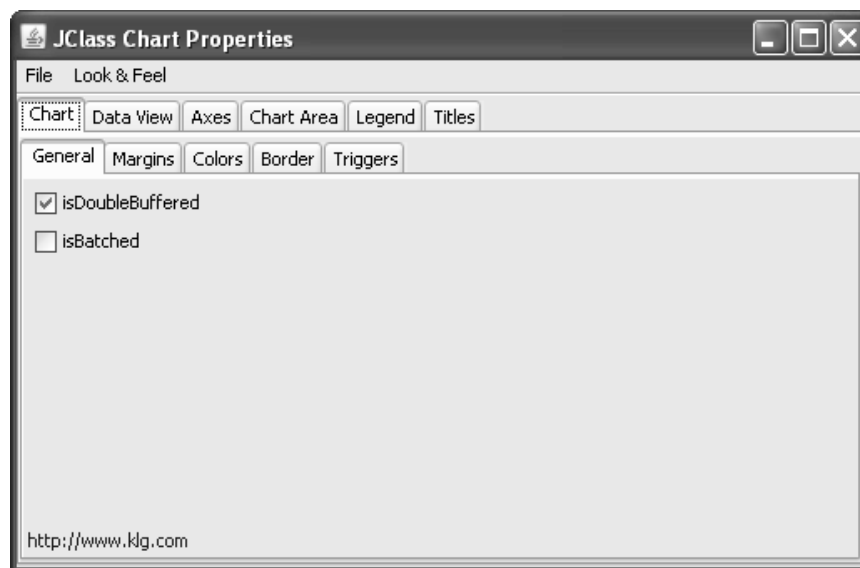 JClass Chart Properties
File Look & Feel
Chart Data View Axes Chart Area Legend Titles
General Margins Colors Border Triggers
isDoubleBuffered
isBatched
http://www.klg.com